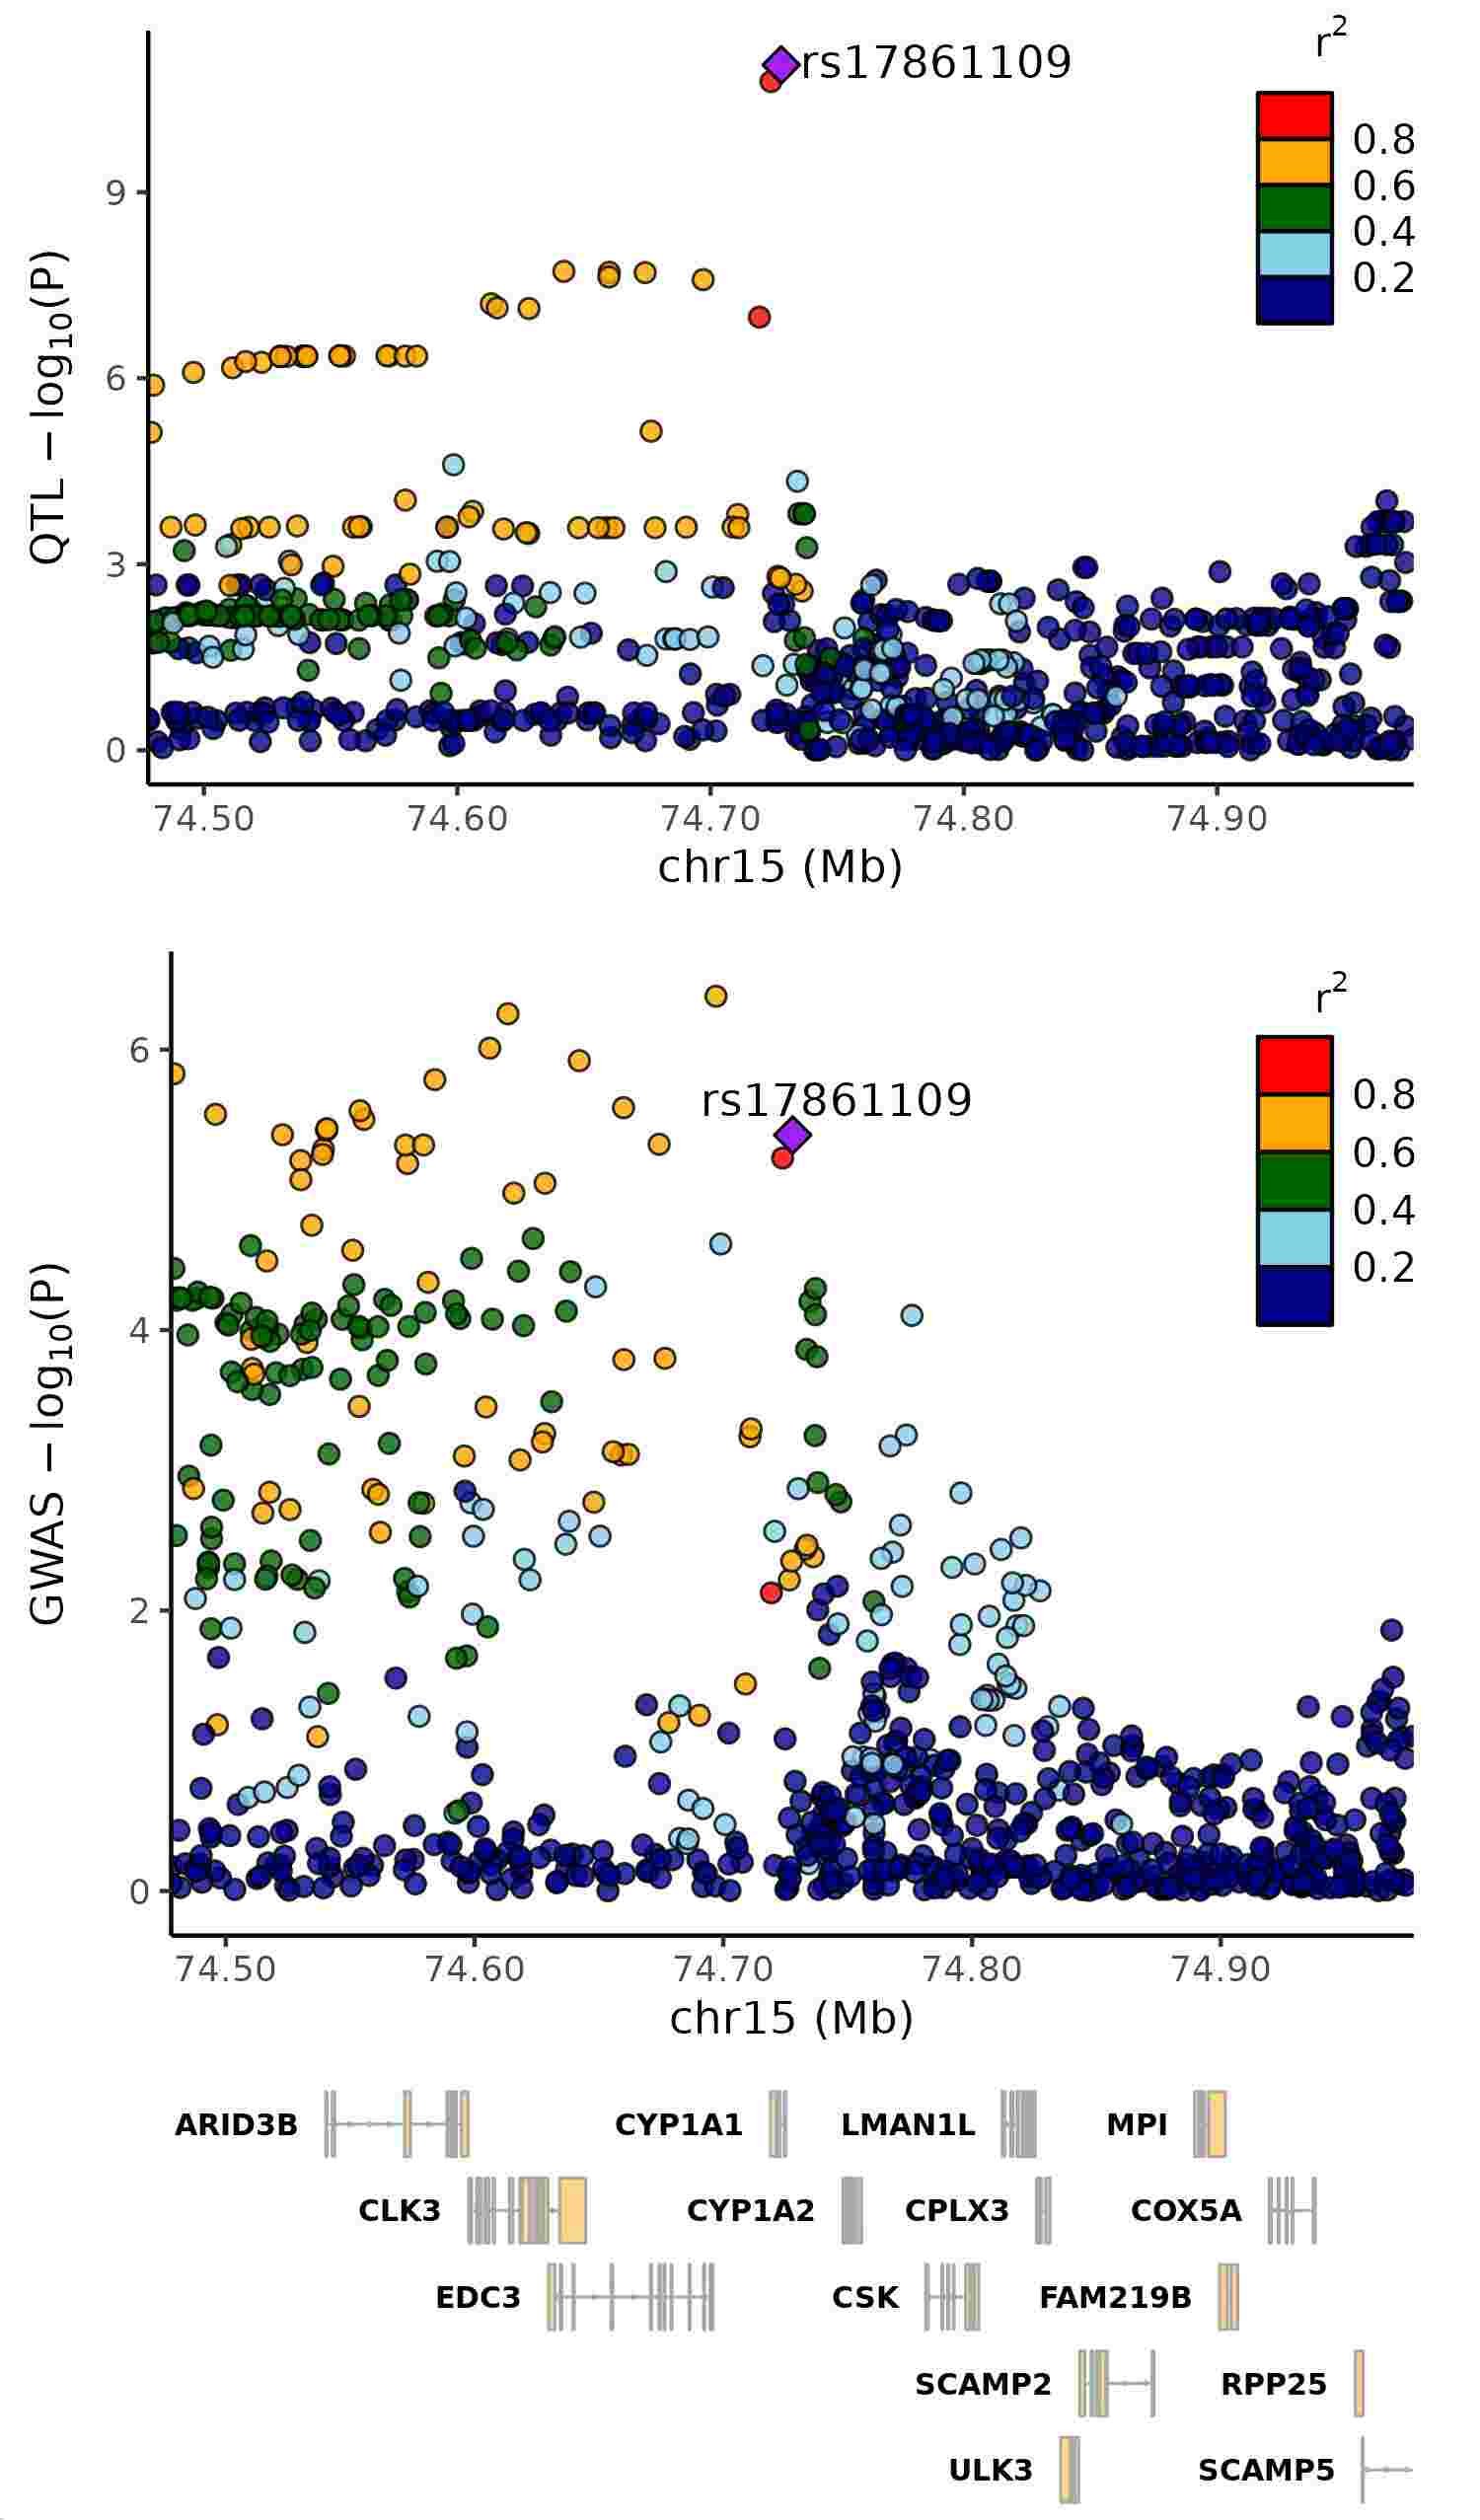 r²
rs17861109
0.8
0.6
0.4
0.2
9
6
3
0
QTL −log₁₀(P)
74.50 74.60 74.70 74.80 74.90
chr15 (Mb)
r²
rs17861109
0.8
0.6
0.4
0.2
6
4
2
0
GWAS −log₁₀(P)
74.50 74.60 74.70 74.80 74.90
chr15 (Mb)
ARID3B CYP1A1 LMAN1L MPI
CLK3 CYP1A2 CPLX3 COX5A
EDC3 CSK FAM219B
SCAMP2 RPP25
ULK3 SCAMP5